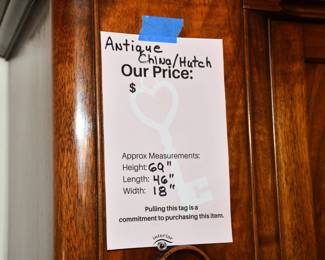 Antique
China/Hutch
Our Price:
$
Approx Measurements:
Height: 69"
Length: 46"
Width: 18"
Pulling this tag is a
commitment to purchasing this item.